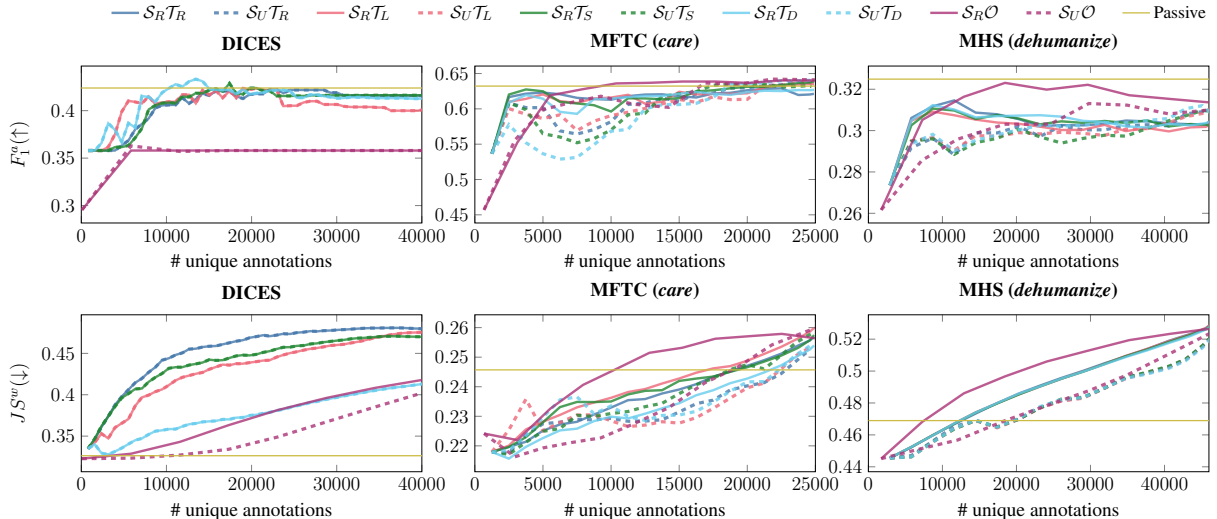 S_R T_R S_U T_R S_R T_L S_U T_L S_R T_S S_U T_S S_R T_D S_U T_D S_R O S_U O Passive
DICES MFTC (care) MHS (dehumanize)
F_1^a(↑)
0.4
0.35
0.3
0 10000 20000 30000 40000
# unique annotations
0.65
0.6
0.55
0.5
0.45
0 5000 10000 15000 20000 25000
# unique annotations
0.32
0.3
0.28
0.26
0 10000 20000 30000 40000
# unique annotations
DICES MFTC (care) MHS (dehumanize)
JS^w(↓)
0.45
0.4
0.35
0 10000 20000 30000 40000
# unique annotations
0.26
0.25
0.24
0.23
0.22
0 5000 10000 15000 20000 25000
# unique annotations
0.52
0.5
0.48
0.46
0.44
0 10000 20000 30000 40000
# unique annotations